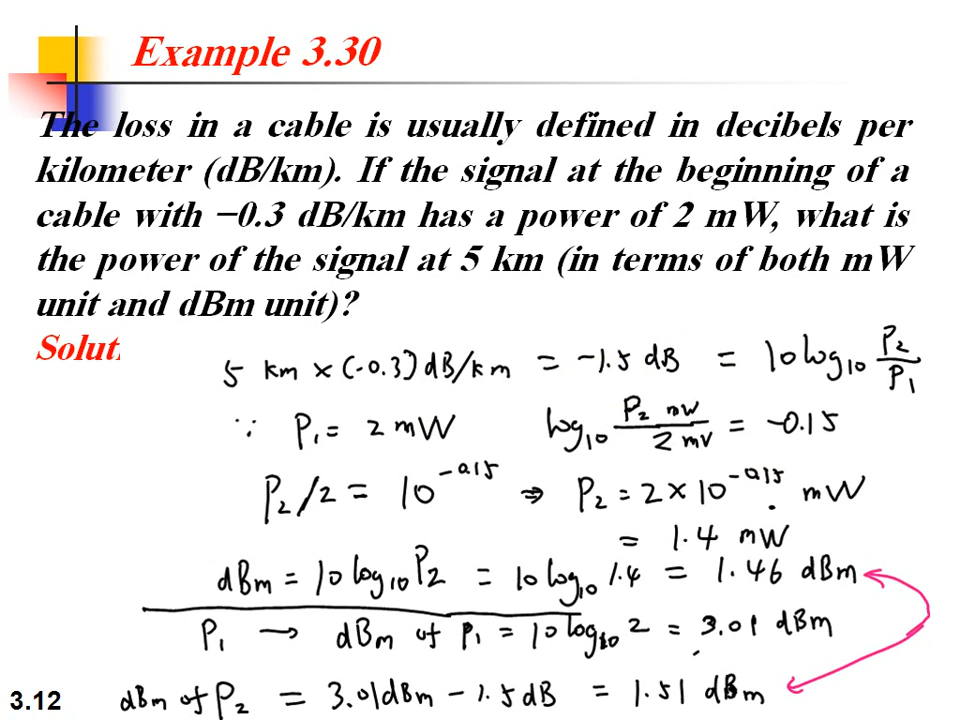 Example 3.30
The loss in a cable is usually defined in decibels per
kilometer (dB/km). If the signal at the beginning of a
cable with −0.3 dB/km has a power of 2 mW, what is
the power of the signal at 5 km (in terms of both mW
unit and dBm unit)?
Solut
5 km × (-0.3) dB/km = -1.5 dB = 10 log₁₀ P₂/P₁
∵ P₁ = 2 mW log₁₀ P₂ mW / 2 mW = -0.15
P₂/2 = 10^-0.15 ⇒ P₂ = 2 × 10^-0.15 mW
= 1.4 mW
dBm = 10 log₁₀ P₂ = 10 log₁₀ 1.4 = 1.46 dBm
P₁ → dBm of P₁ = 10 log₁₀ 2 = 3.01 dBm
dBm of P₂ = 3.01 dBm - 1.5 dB = 1.51 dBm
3.12